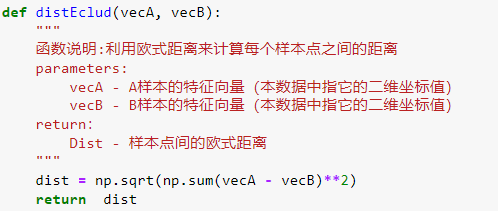 def distEclud(vecA, vecB):
"""
函数说明:利用欧式距离来计算每个样本点之间的距离
parameters:
vecA - A样本的特征向量 (本数据中指它的二维坐标值)
vecB - B样本的特征向量 (本数据中指它的二维坐标值)
return:
Dist - 样本点间的欧式距离
"""
dist = np.sqrt(np.sum(vecA - vecB)**2)
return  dist